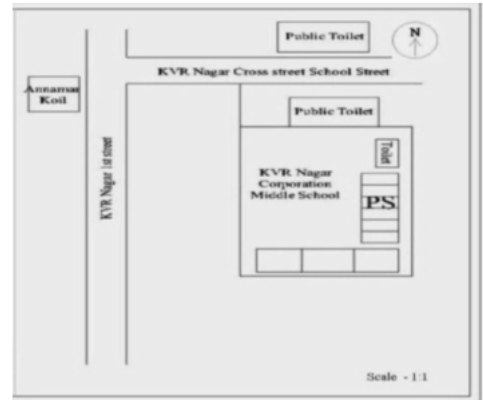 Public Toilet
N
KVR Nagar Cross street School Street
Annamar
Koil
Public Toilet
KVR Nagar 1st street
Toilet
KVR Nagar
Corporation
Middle School
PS
Scale - 1:1